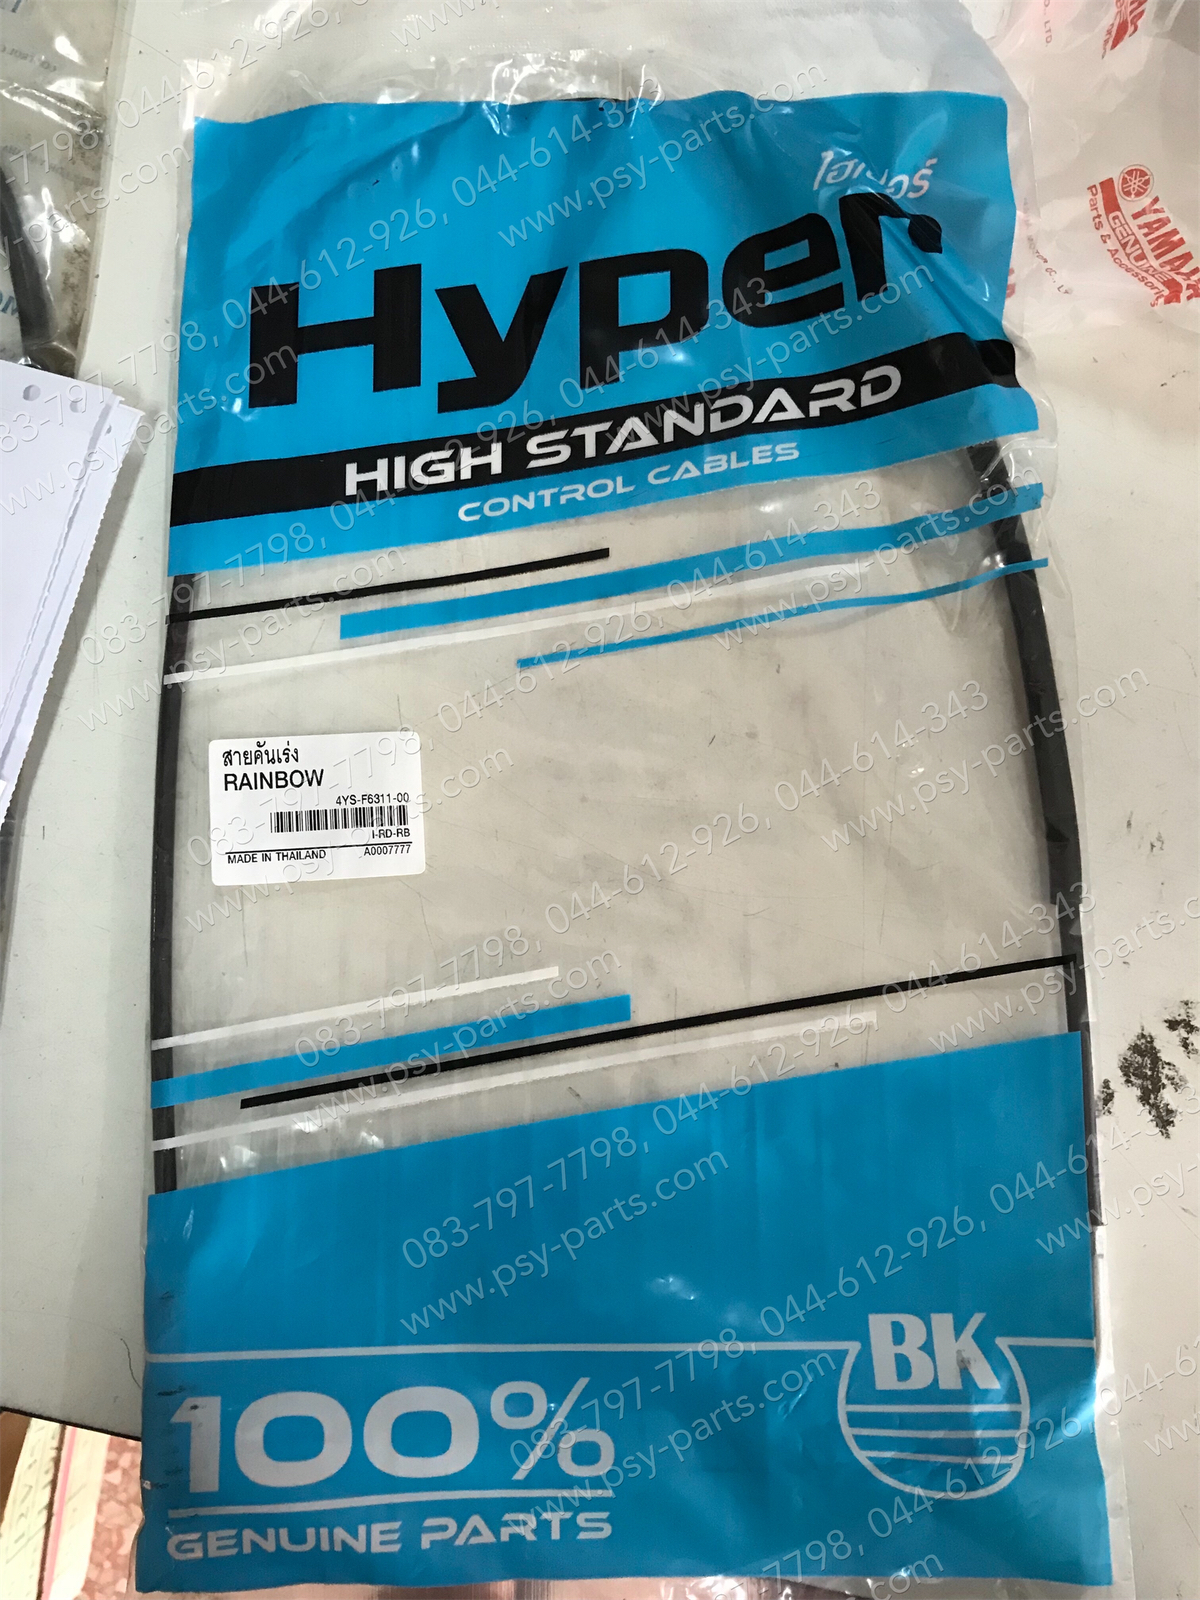 ไฮเปอร์
Hyper
HIGH STANDARD
CONTROL CABLES
สายคันเร่ง
RAINBOW
4YS-F6311-00
I-RD-RB
MADE IN THAILAND A0007777
BK
100%
GENUINE PARTS
YAMAHA
GENUINE
Parts & Accessories
CO., LTD.
083-797-7798, 044-612-926, 044-614-343
www.psy-parts.com